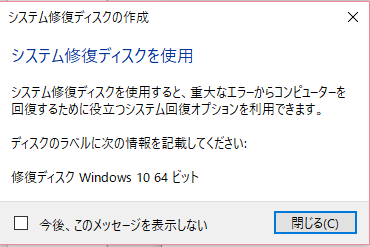 システム修復ディスクの作成
システム修復ディスクを使用
システム修復ディスクを使用すると、重大なエラーからコンピューターを
回復するために役立つシステム回復オプションを利用できます。
ディスクのラベルに次の情報を記載してください:
修復ディスク Windows 10 64 ビット
今後、このメッセージを表示しない
閉じる(C)